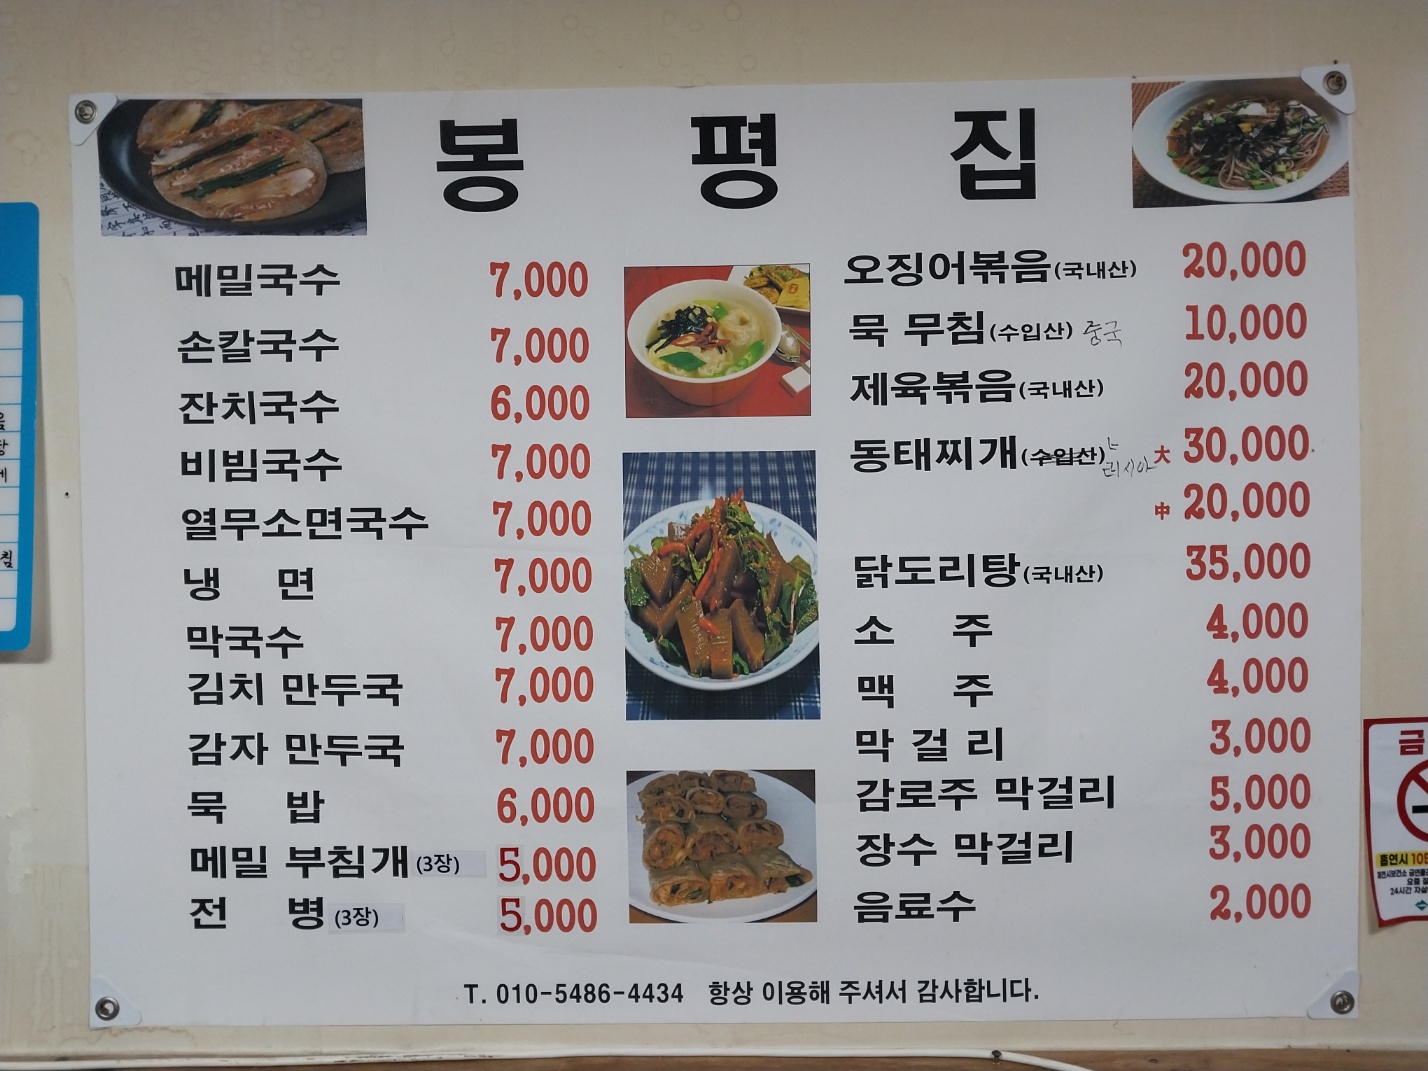 봉 평 집
메밀국수 7,000
손칼국수 7,000
잔치국수 6,000
비빔국수 7,000
열무소면국수 7,000
냉 면 7,000
막국수 7,000
김치 만두국 7,000
감자 만두국 7,000
묵 밥 6,000
메밀 부침개(3장) 5,000
전 병(3장) 5,000
오징어볶음(국내산) 20,000
묵 무침(수입산) 중국 10,000
제육볶음(국내산) 20,000
동태찌개(수입산) 러시아 大 30,000
中 20,000
닭도리탕(국내산) 35,000
소 주 4,000
맥 주 4,000
막 걸 리 3,000
감로주 막걸리 5,000
장수 막걸리 3,000
음료수 2,000
T. 010-5486-4434 항상 이용해 주셔서 감사합니다.
금
흡연시 10
24시간